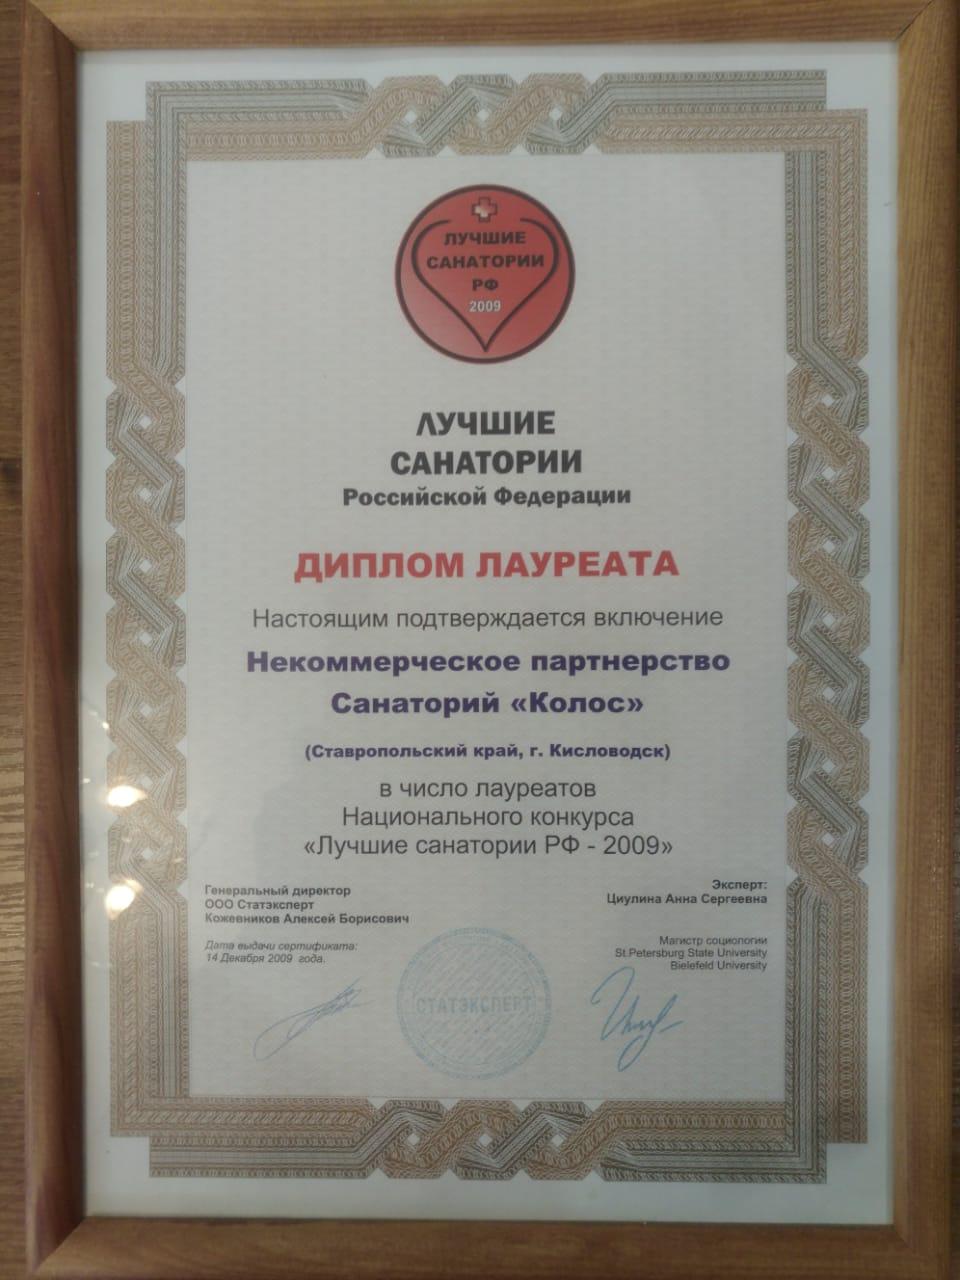 ЛУЧШИЕ
САНАТОРИИ
РФ
2009
ЛУЧШИЕ
САНАТОРИИ
Российской Федерации
ДИПЛОМ ЛАУРЕАТА
Настоящим подтверждается включение
Некоммерческое партнерство
Санаторий «Колос»
(Ставропольский край, г. Кисловодск)
в число лауреатов
Национального конкурса
«Лучшие санатории РФ - 2009»
Генеральный директор
ООО Статэксперт
Кожевников Алексей Борисович
Дата выдачи сертификата:
14 Декабря 2009 года.
Эксперт:
Циулина Анна Сергеевна
Магистр социологии
St.Petersburg State University
Bielefeld University
СТАТЭКСПЕРТ